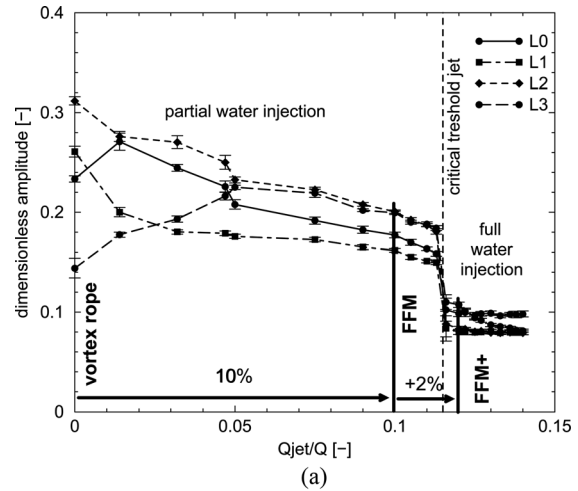 0.4
0.3
0.2
0.1
0
dimensionless amplitude [–]
partial water injection
critical treshold jet
L0
L1
L2
L3
full
water
injection
vortex rope
10%
FFM
+2%
FFM+
0
0.05
0.1
0.15
Qjet/Q [–]
(a)